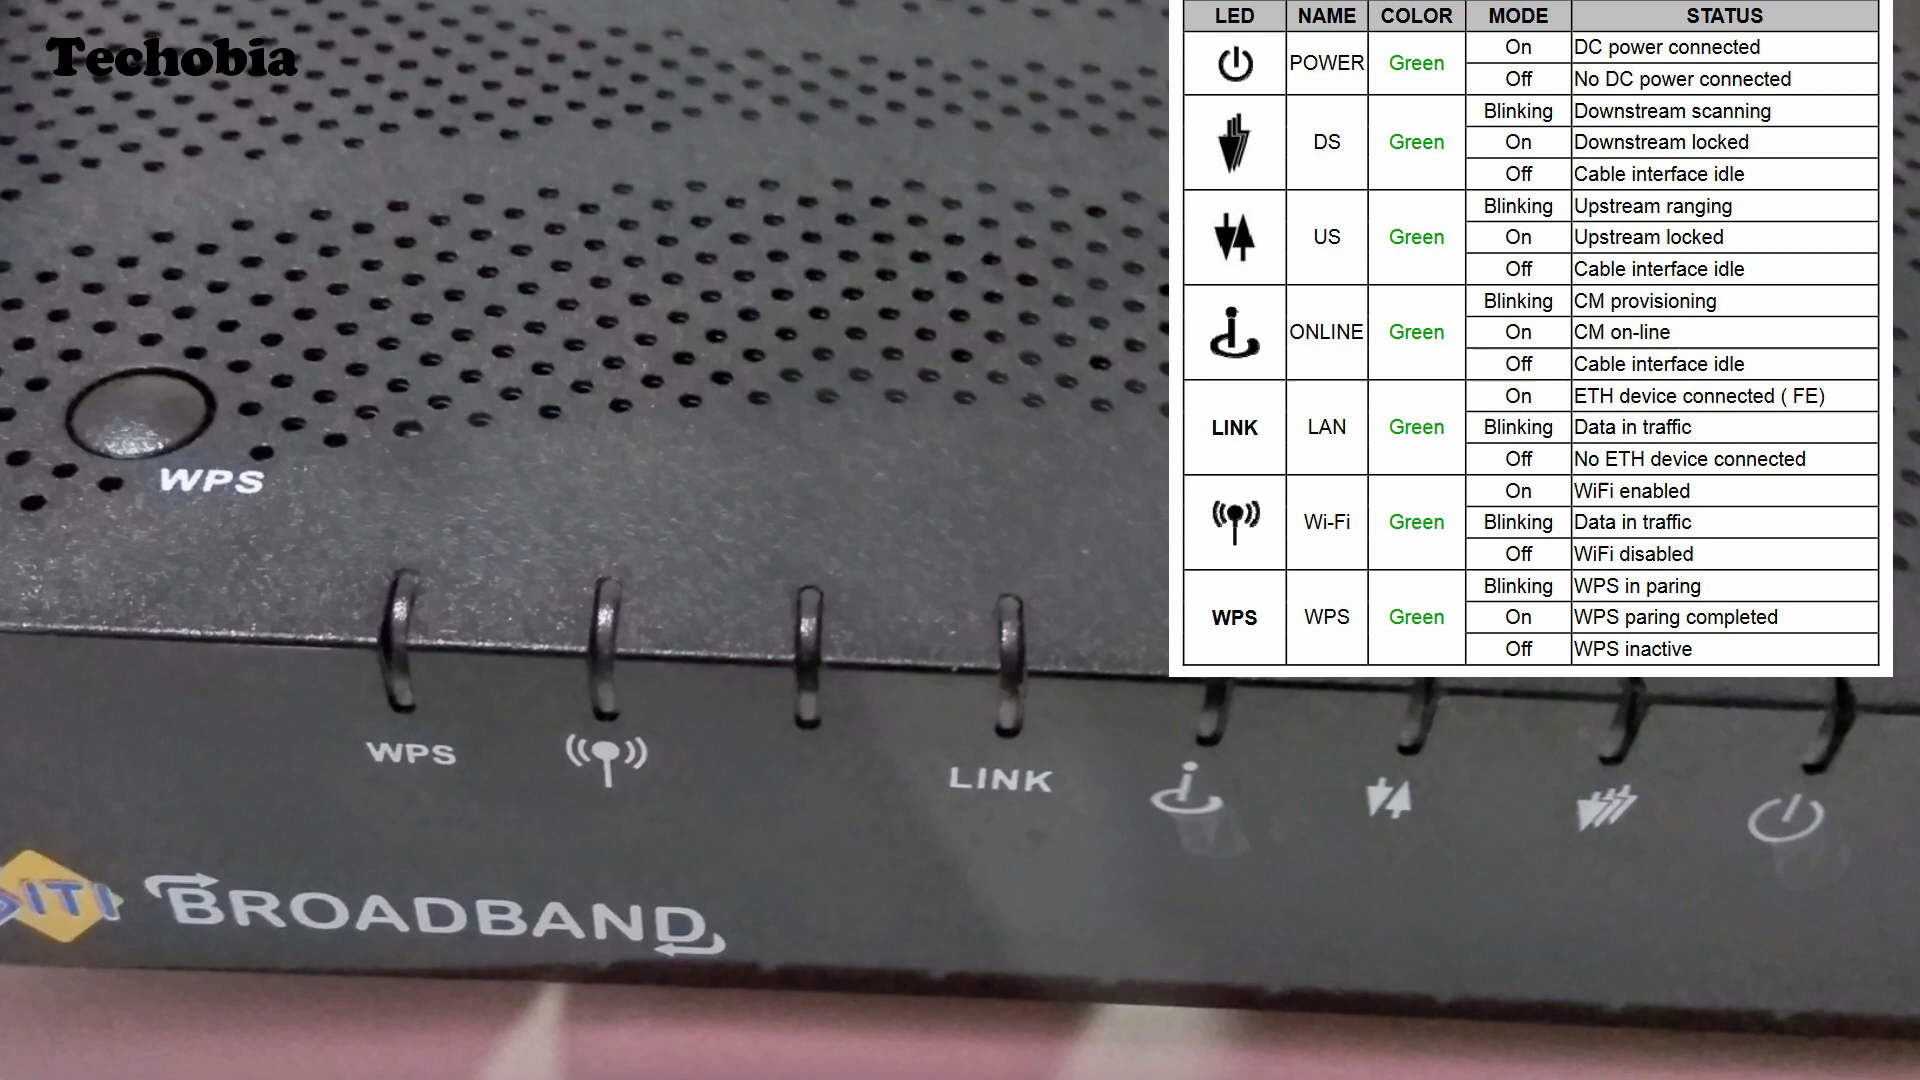 Techobia
LED NAME COLOR MODE STATUS
POWER Green On DC power connected
Off No DC power connected
DS Green Blinking Downstream scanning
On Downstream locked
Off Cable interface idle
US Green Blinking Upstream ranging
On Upstream locked
Off Cable interface idle
ONLINE Green Blinking CM provisioning
On CM on-line
Off Cable interface idle
LINK LAN Green On ETH device connected ( FE)
Blinking Data in traffic
Off No ETH device connected
Wi-Fi Green On WiFi enabled
Blinking Data in traffic
Off WiFi disabled
WPS WPS Green Blinking WPS in paring
On WPS paring completed
Off WPS inactive
WPS
WPS
LINK
SITI BROADBAND